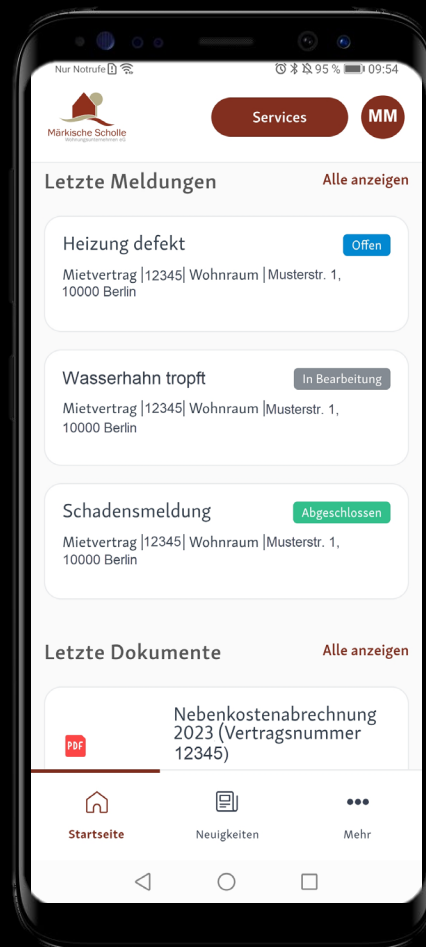 Nur Notrufe 95 % 09:54
Märkische Scholle
Wohnungsunternehmen eG
Services
MM
Letzte Meldungen
Alle anzeigen
Heizung defekt
Offen
Mietvertrag |12345| Wohnraum |Musterstr. 1,
10000 Berlin
Wasserhahn tropft
In Bearbeitung
Mietvertrag |12345| Wohnraum |Musterstr. 1,
10000 Berlin
Schadensmeldung
Abgeschlossen
Mietvertrag |12345| Wohnraum |Musterstr. 1,
10000 Berlin
Letzte Dokumente
Alle anzeigen
PDF
Nebenkostenabrechnung
2023 (Vertragsnummer
12345)
Startseite
Neuigkeiten
Mehr